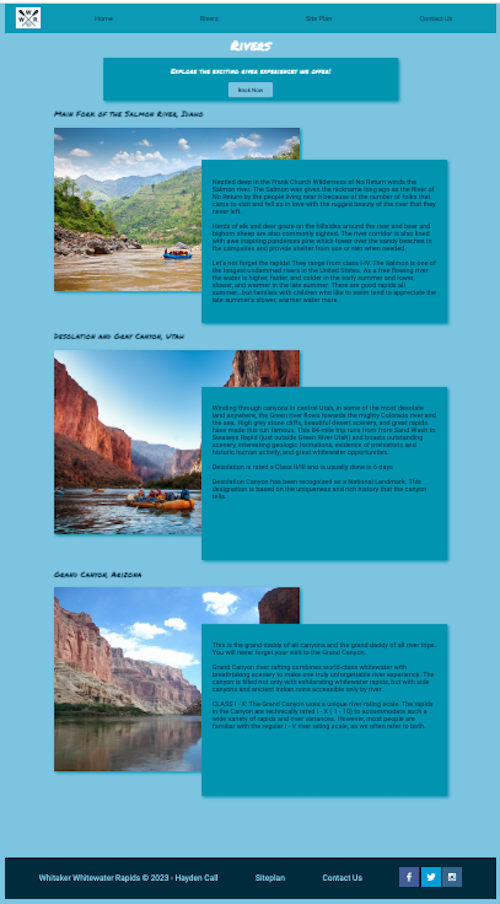 W
W R
Home Rivers Site Plan Contact Us
Rivers
Explore the exciting river experiences we offer!
Book Now
Main Fork of the Salmon River, Idaho
Nestled deep in the Frank Church Wilderness of No Return winds the
Salmon river. The Salmon was given the nickname long ago as the River of
No Return by the people living near it because of the number of folks that
came to visit and fell so in love with the rugged beauty of the river that they
never left.
Herds of elk and deer graze on the hillsides around the river and bear and
bighorn sheep are also commonly sighted. The river corridor is also lined
with awe inspiring ponderosa pine which tower over the sandy beaches in
the campsites and provide shelter from sun or rain when needed.
Let's not forget the rapids! They range from class I-IV. The Salmon is one of
the longest undammed rivers in the United States. As a free flowing river
the water is higher, faster, and colder in the early summer and lower,
slower, and warmer in the late summer. There are good rapids all
summer...but families with children who like to swim tend to appreciate the
late summer's slower, warmer water more.
Desolation and Gray Canyon, Utah
Winding through canyons in central Utah, in some of the most desolate
land anywhere, the Green river flows towards the mighty Colorado river and
the sea. High grey stone cliffs, beautiful desert scenery, and great rapids
have made this run famous. This 84-mile trip runs from from Sand Wash to
Swaseys Rapid (just outside Green River Utah) and boasts outstanding
scenery, interesting geologic formations, evidence of prehistoric and
historic human activity, and great whitewater opportunities.
Desolation is rated a Class II/III and is usually done in 6 days
Desolation Canyon has been recognized as a National Landmark. This
designation is based on the uniqueness and rich history that the canyon
tells.
Grand Canyon, Arizona
This is the grand daddy of all canyons and the grand daddy of all river trips.
You will never forget your visit to the Grand Canyon.
Grand Canyon river rafting combines world-class whitewater with
breathtaking scenery to make one truly unforgettable river experience. The
canyon is filled not only with exhilarating whitewater rapids, but with side
canyons and ancient Indian ruins accessible only by river.
CLASS I - X: The Grand Canyon uses a unique river rating scale. The rapids
in the Canyon are technically rated I - X ( 1 - 10) to accommodate such a
wide variety of rapids and river variances. However, most people are
familiar with the regular I - V river rating scale, so we often refer to both.
Whitaker Whitewater Rapids © 2023 - Hayden Call Siteplan Contact Us